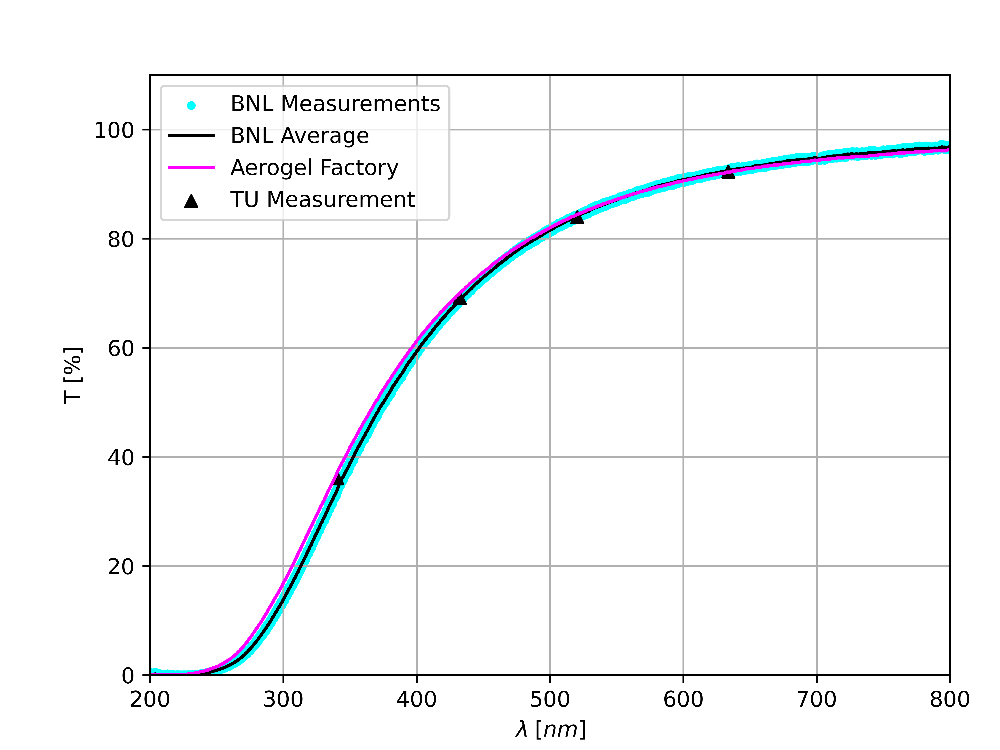 BNL Measurements
BNL Average
Aerogel Factory
TU Measurement
100
80
60
40
20
0
T [%]
200 300 400 500 600 700 800
λ [nm]